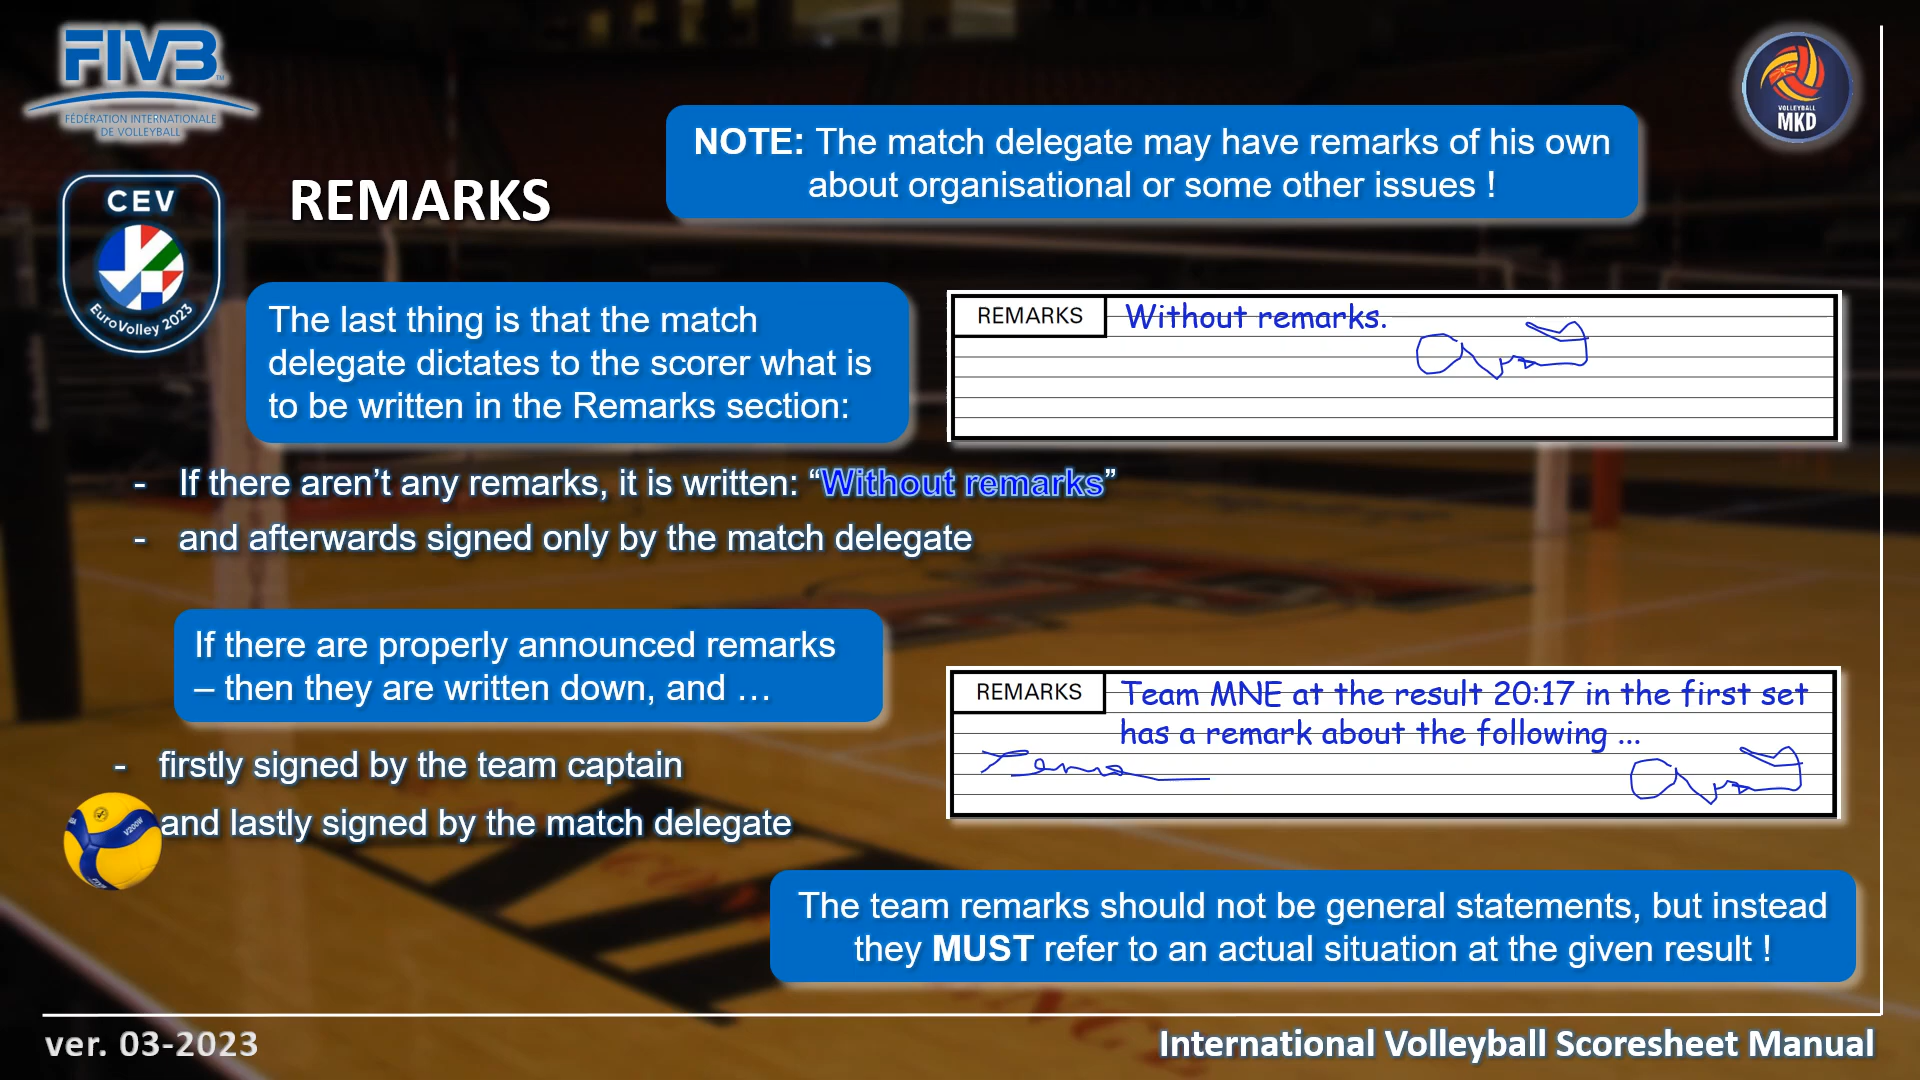 FIVB
FÉDÉRATION INTERNATIONALE
DE VOLLEYBALL
VOLLEYBALL
MKD
NOTE: The match delegate may have remarks of his own
about organisational or some other issues !
CEV
EuroVolley 2023
REMARKS
The last thing is that the match
delegate dictates to the scorer what is
to be written in the Remarks section:
REMARKS
Without remarks.
- If there aren’t any remarks, it is written: “Without remarks”
- and afterwards signed only by the match delegate
If there are properly announced remarks
– then they are written down, and …
REMARKS
Team MNE at the result 20:17 in the first set
has a remark about the following ...
- firstly signed by the team captain
and lastly signed by the match delegate
V200W
The team remarks should not be general statements, but instead
they MUST refer to an actual situation at the given result !
ver. 03-2023
International Volleyball Scoresheet Manual